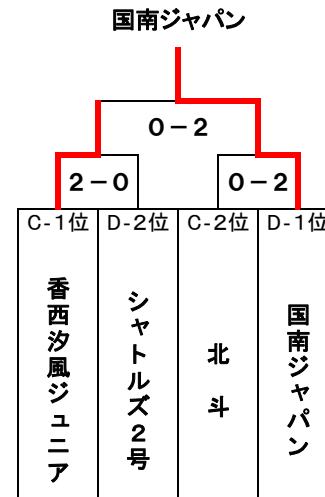 国南ジャパン
0-2
2-0
0-2
C-1位
D-2位
C-2位
D-1位
香西汐風ジュニア
シャトルズ2号
北斗
国南ジャパン